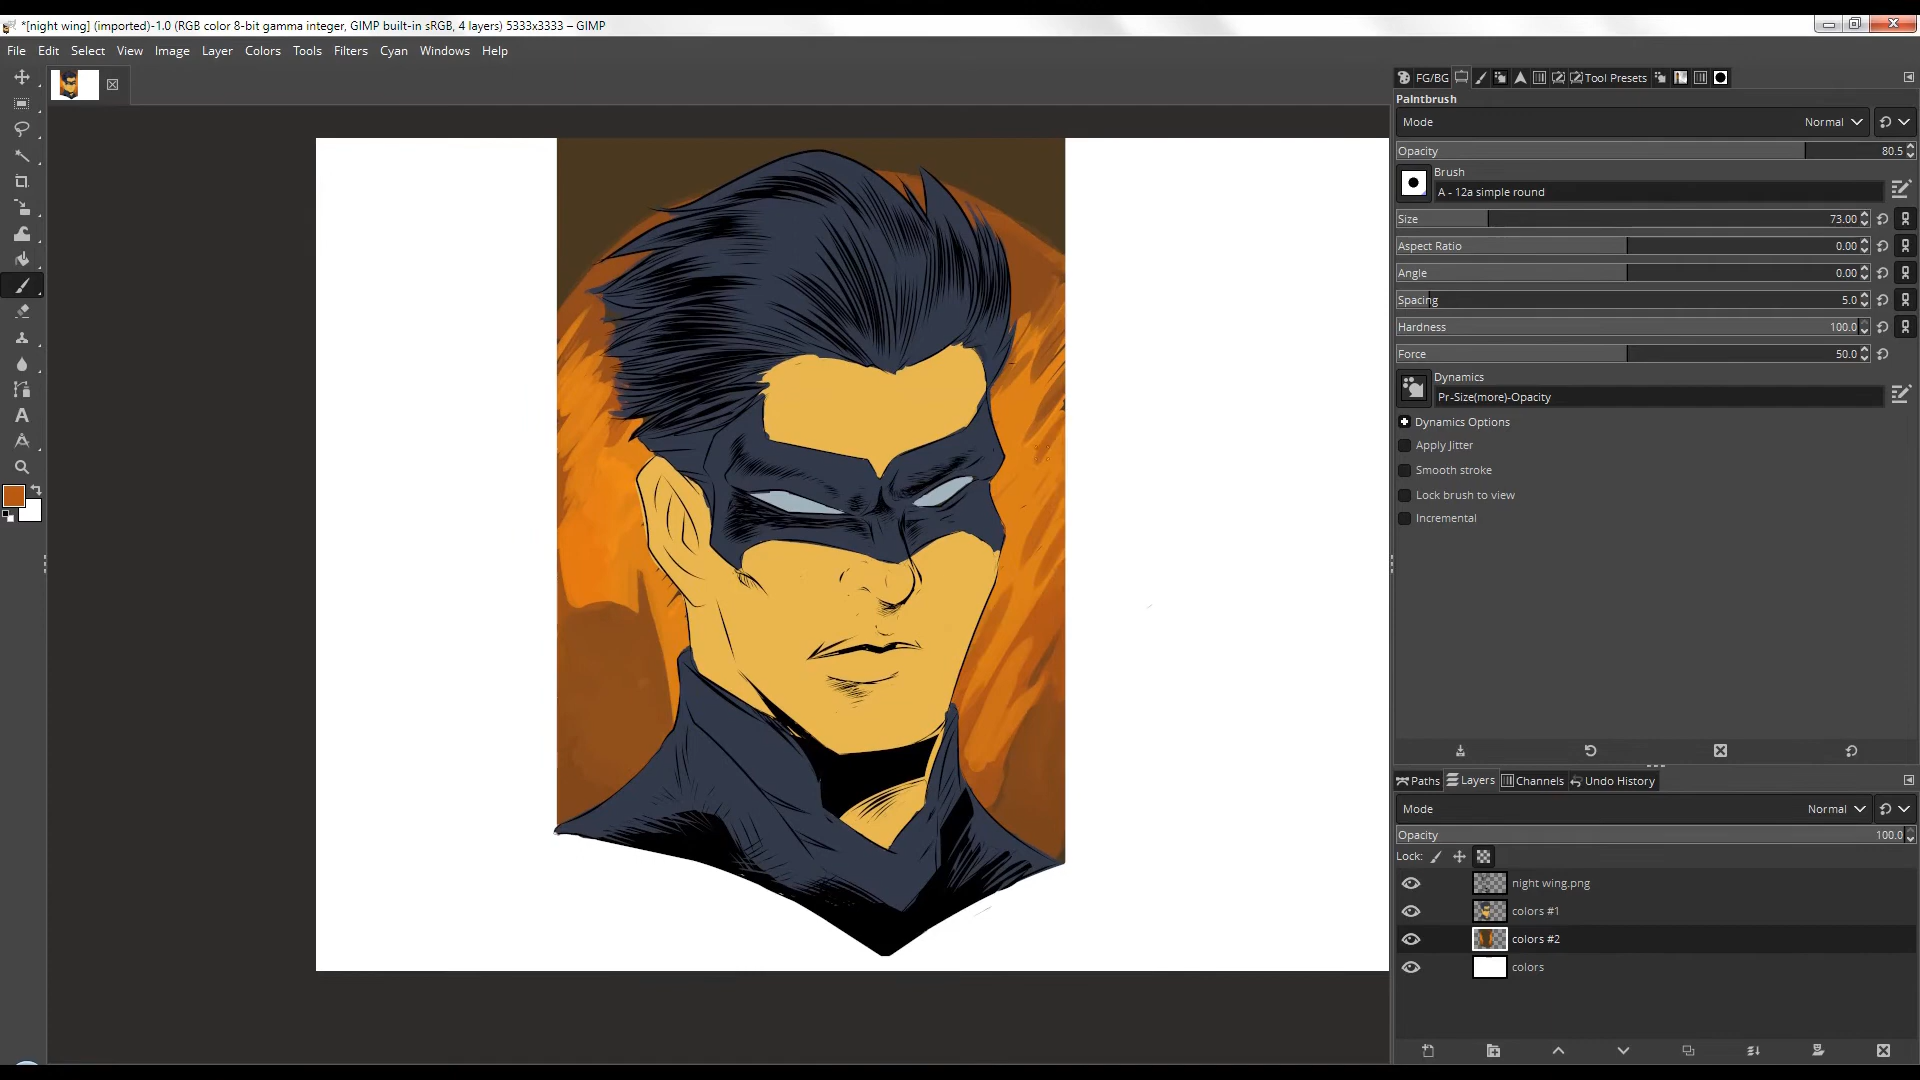 *[night wing] (imported)-1.0 (RGB color 8-bit gamma integer, GIMP built-in sRGB, 4 layers) 5333x3333 – GIMP
File Edit Select View Image Layer Colors Tools Filters Cyan Windows Help
FG/BG Tool Presets
Paintbrush
Mode Normal
Opacity 80.5
Brush
A - 12a simple round
Size 73.00
Aspect Ratio 0.00
Angle 0.00
Spacing 5.0
Hardness 100.0
Force 50.0
Dynamics
Pr-Size(more)-Opacity
Dynamics Options
Apply Jitter
Smooth stroke
Lock brush to view
Incremental
Paths Layers Channels Undo History
Mode Normal
Opacity 100.0
Lock:
night wing.png
colors #1
colors #2
colors